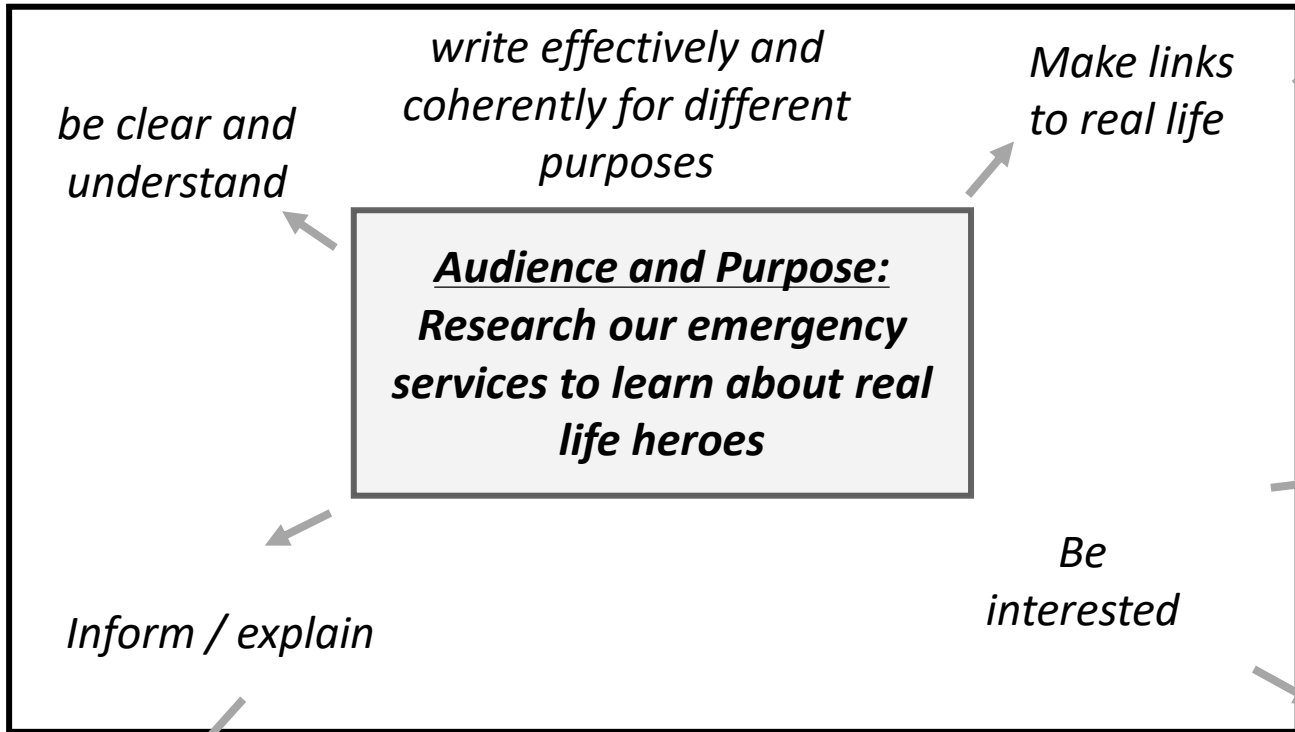 write effectively and
coherently for different
purposes
Make links
to real life
be clear and
understand
Audience and Purpose:
Research our emergency
services to learn about real
life heroes
Be
interested
Inform / explain